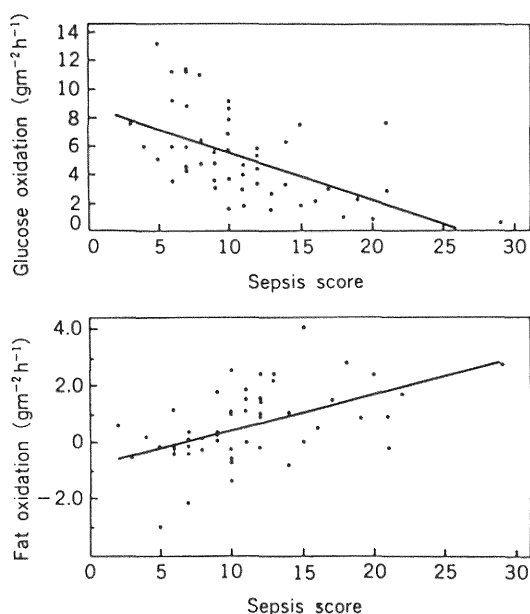 14
12
10
8
6
4
2
0
Glucose oxidation (gm⁻²h⁻¹)
0 5 10 15 20 25 30
Sepsis score
4.0
2.0
0
−2.0
Fat oxidation (gm⁻²h⁻¹)
0 5 10 15 20 25 30
Sepsis score